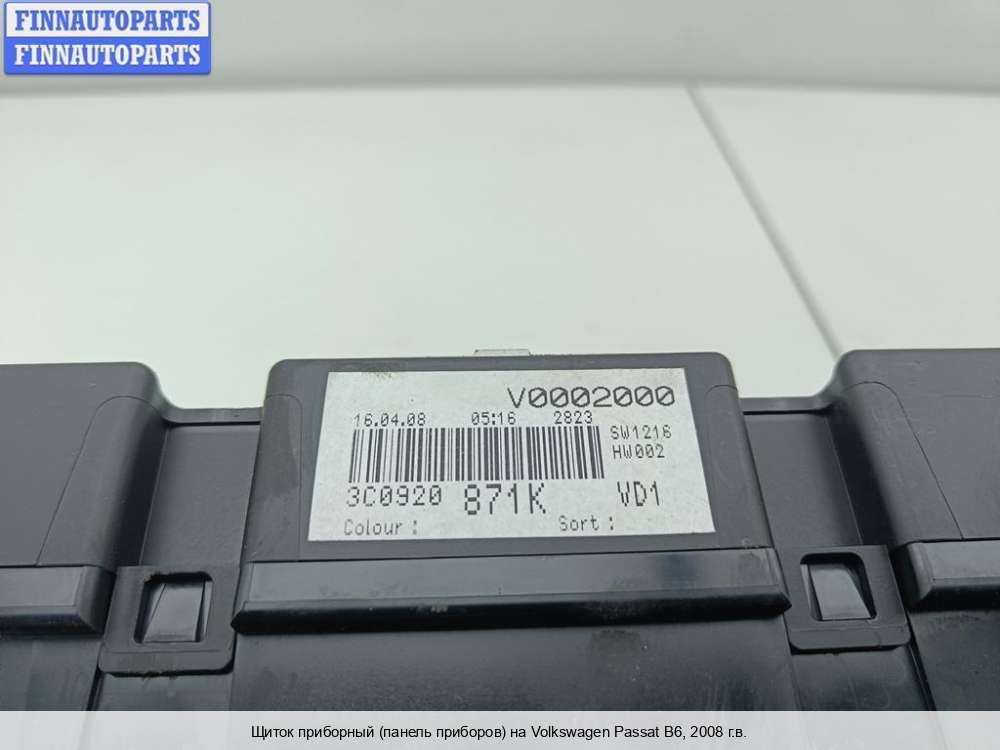 FINNAUTOPARTS
FINNAUTOPARTS
V0002000
16.04.08 05:16 2823
SW1216
HW002
3C0920 871K VD1
Colour : Sort :
Щиток приборный (панель приборов) на Volkswagen Passat B6, 2008 г.в.